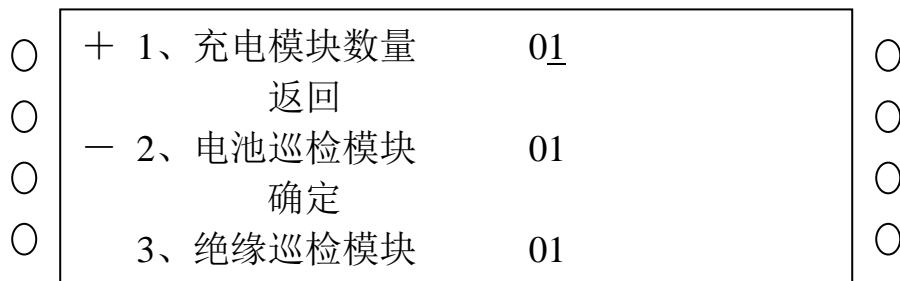 ＋ 1、充电模块数量 01
返回
－ 2、电池巡检模块 01
确定
3、绝缘巡检模块 01